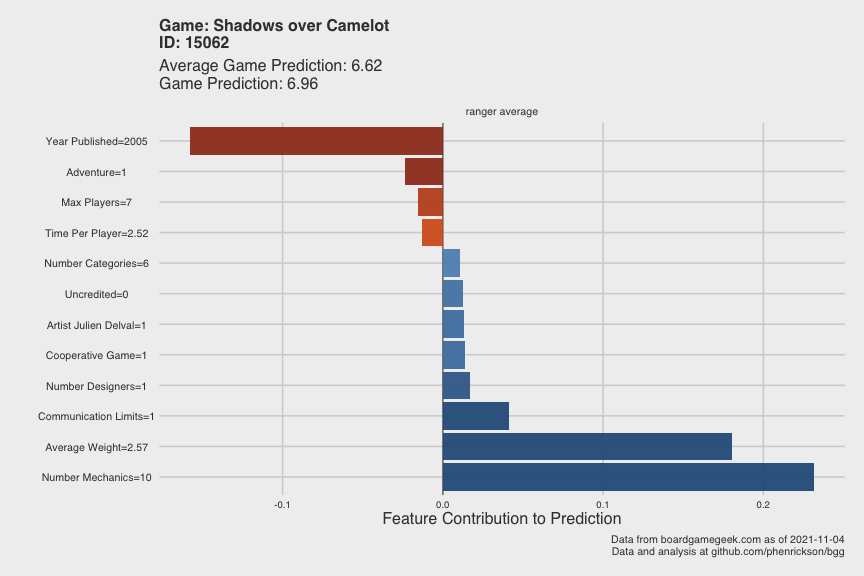 Game: Shadows over Camelot
ID: 15062
Average Game Prediction: 6.62
Game Prediction: 6.96
ranger average
Year Published=2005
Adventure=1
Max Players=7
Time Per Player=2.52
Number Categories=6
Uncredited=0
Artist Julien Delval=1
Cooperative Game=1
Number Designers=1
Communication Limits=1
Average Weight=2.57
Number Mechanics=10
-0.1 0.0 0.1 0.2
Feature Contribution to Prediction
Data from boardgamegeek.com as of 2021-11-04
Data and analysis at github.com/phenrickson/bgg